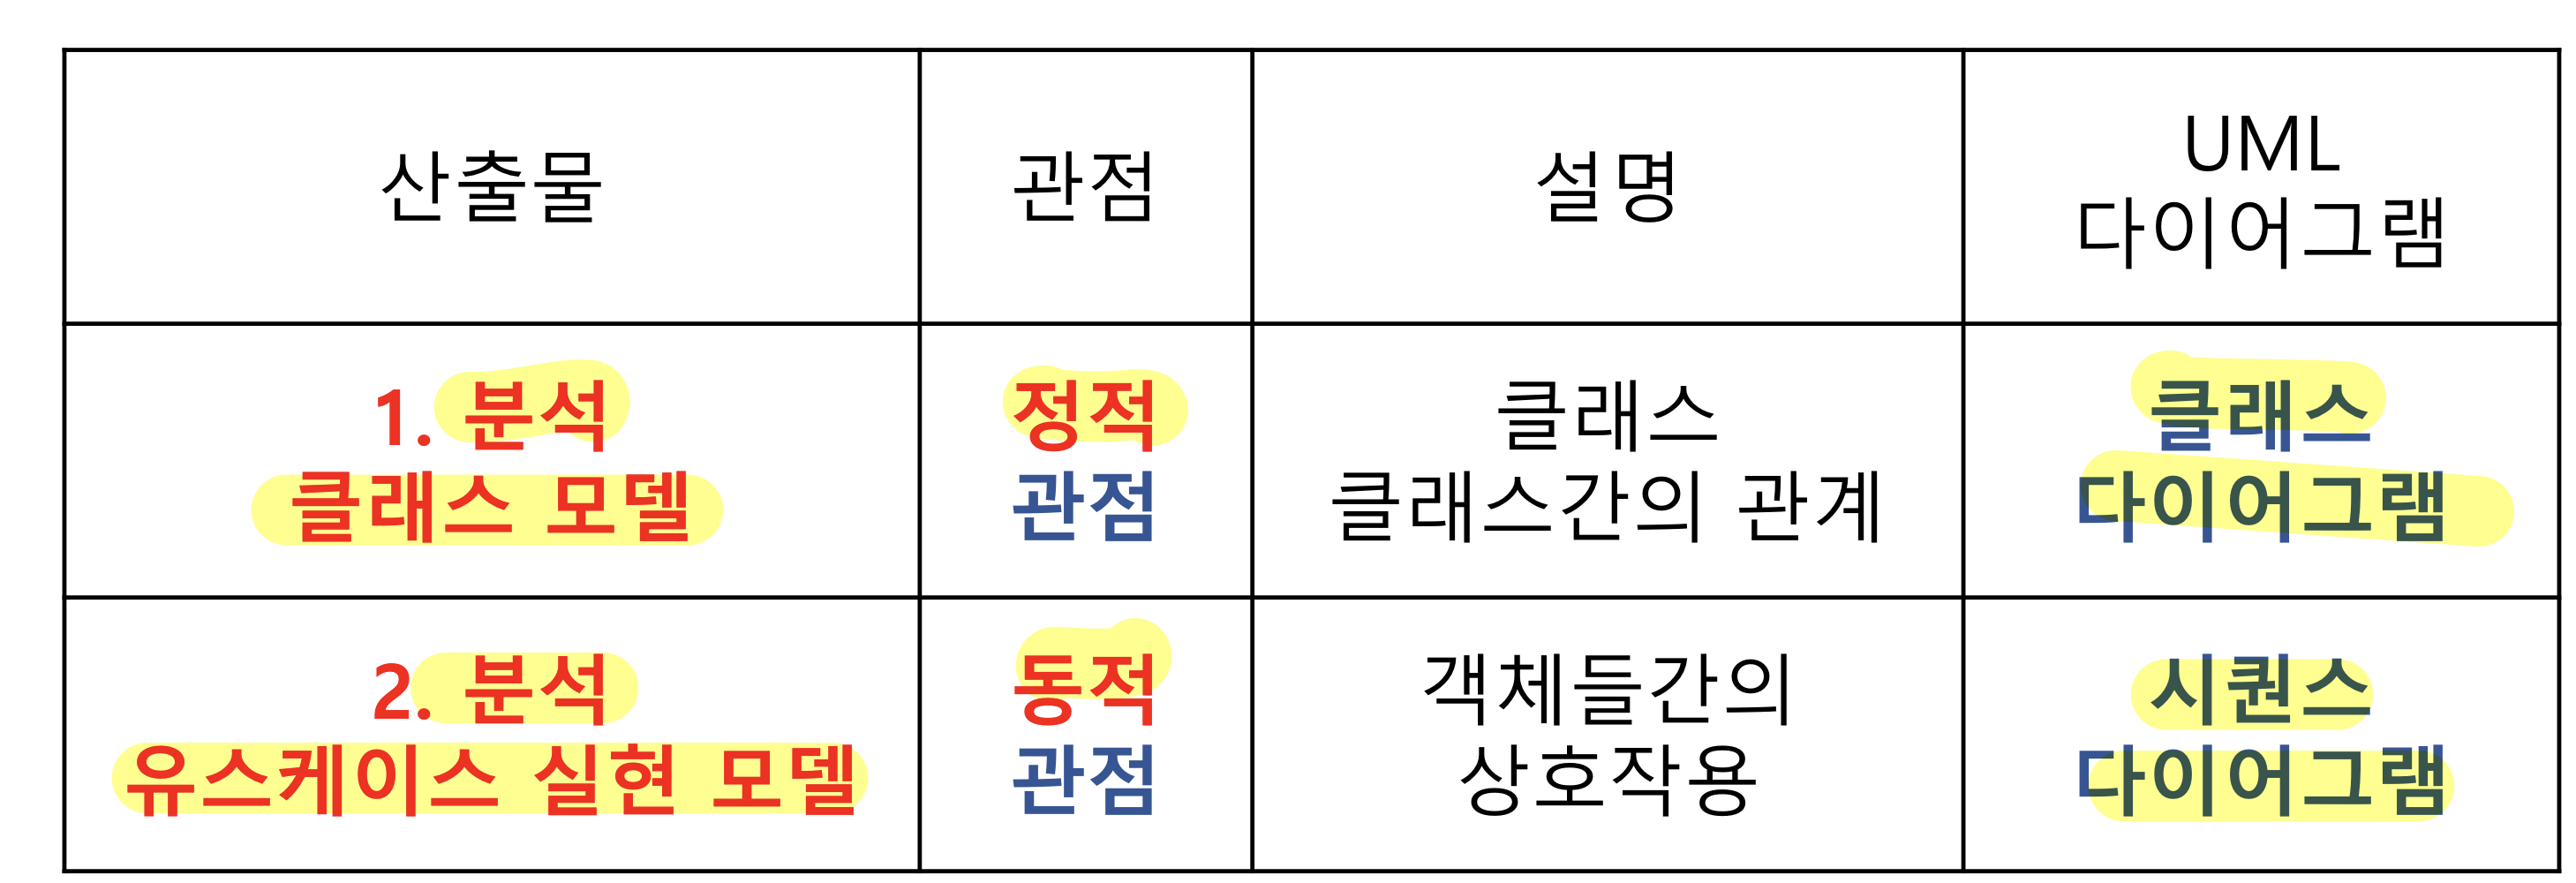 산출물
관점
설명
UML
다이어그램
1. 분석
클래스 모델
정적
관점
클래스
클래스간의 관계
클래스
다이어그램
2. 분석
유스케이스 실현 모델
동적
관점
객체들간의
상호작용
시퀀스
다이어그램